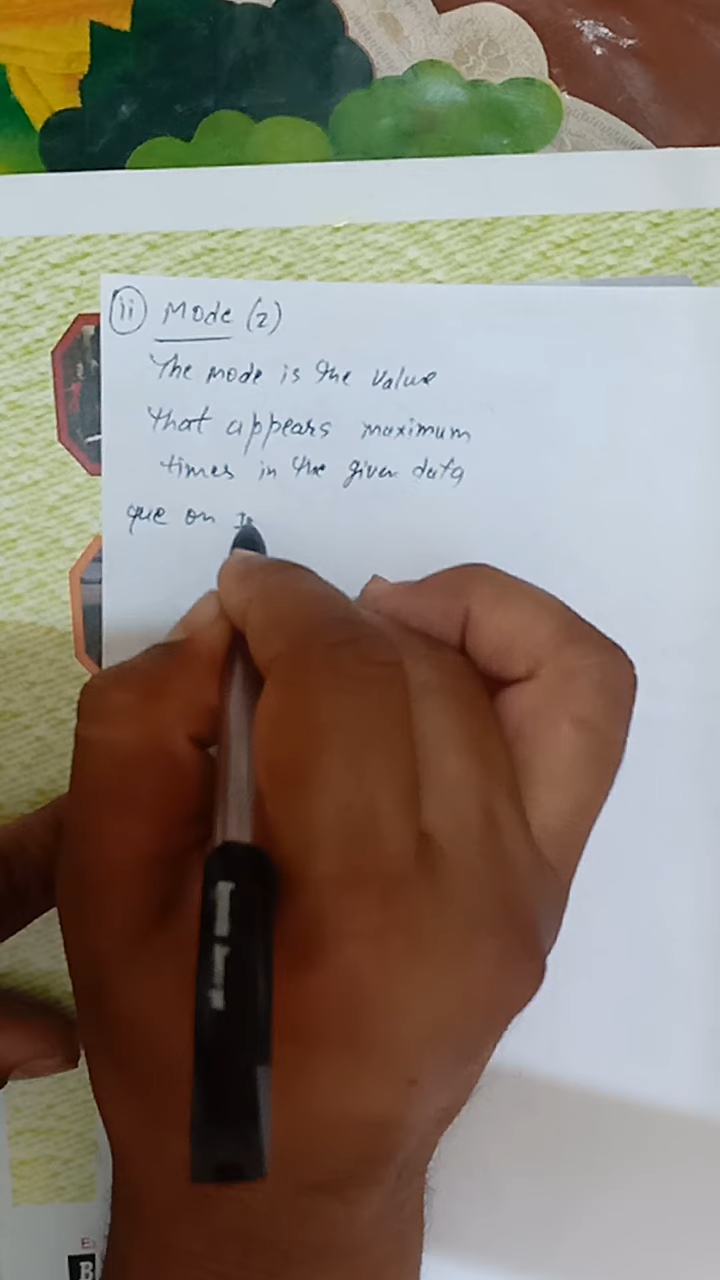 (ii) Mode (2)
The mode is the value
that appears maximum
times in the given data
que on
B